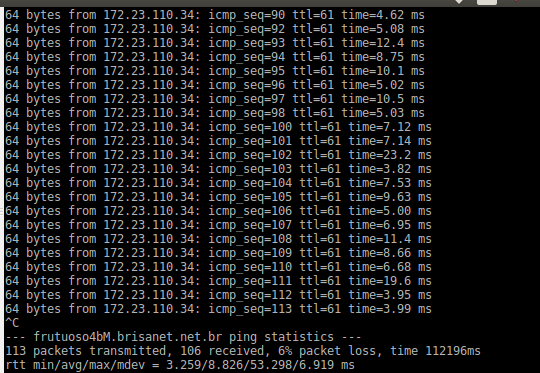 64 bytes from 172.23.110.34: icmp_seq=90 ttl=61 time=4.62 ms
64 bytes from 172.23.110.34: icmp_seq=92 ttl=61 time=5.08 ms
64 bytes from 172.23.110.34: icmp_seq=93 ttl=61 time=12.4 ms
64 bytes from 172.23.110.34: icmp_seq=94 ttl=61 time=8.75 ms
64 bytes from 172.23.110.34: icmp_seq=95 ttl=61 time=10.1 ms
64 bytes from 172.23.110.34: icmp_seq=96 ttl=61 time=5.02 ms
64 bytes from 172.23.110.34: icmp_seq=97 ttl=61 time=10.5 ms
64 bytes from 172.23.110.34: icmp_seq=98 ttl=61 time=5.03 ms
64 bytes from 172.23.110.34: icmp_seq=100 ttl=61 time=7.12 ms
64 bytes from 172.23.110.34: icmp_seq=101 ttl=61 time=7.14 ms
64 bytes from 172.23.110.34: icmp_seq=102 ttl=61 time=23.2 ms
64 bytes from 172.23.110.34: icmp_seq=103 ttl=61 time=3.82 ms
64 bytes from 172.23.110.34: icmp_seq=104 ttl=61 time=7.53 ms
64 bytes from 172.23.110.34: icmp_seq=105 ttl=61 time=9.63 ms
64 bytes from 172.23.110.34: icmp_seq=106 ttl=61 time=5.00 ms
64 bytes from 172.23.110.34: icmp_seq=107 ttl=61 time=6.95 ms
64 bytes from 172.23.110.34: icmp_seq=108 ttl=61 time=11.4 ms
64 bytes from 172.23.110.34: icmp_seq=109 ttl=61 time=8.66 ms
64 bytes from 172.23.110.34: icmp_seq=110 ttl=61 time=6.68 ms
64 bytes from 172.23.110.34: icmp_seq=111 ttl=61 time=19.6 ms
64 bytes from 172.23.110.34: icmp_seq=112 ttl=61 time=3.95 ms
64 bytes from 172.23.110.34: icmp_seq=113 ttl=61 time=3.99 ms
^C
--- frutuoso4bM.brisanet.net.br ping statistics ---
113 packets transmitted, 106 received, 6% packet loss, time 112196ms
rtt min/avg/max/mdev = 3.259/8.826/53.298/6.919 ms